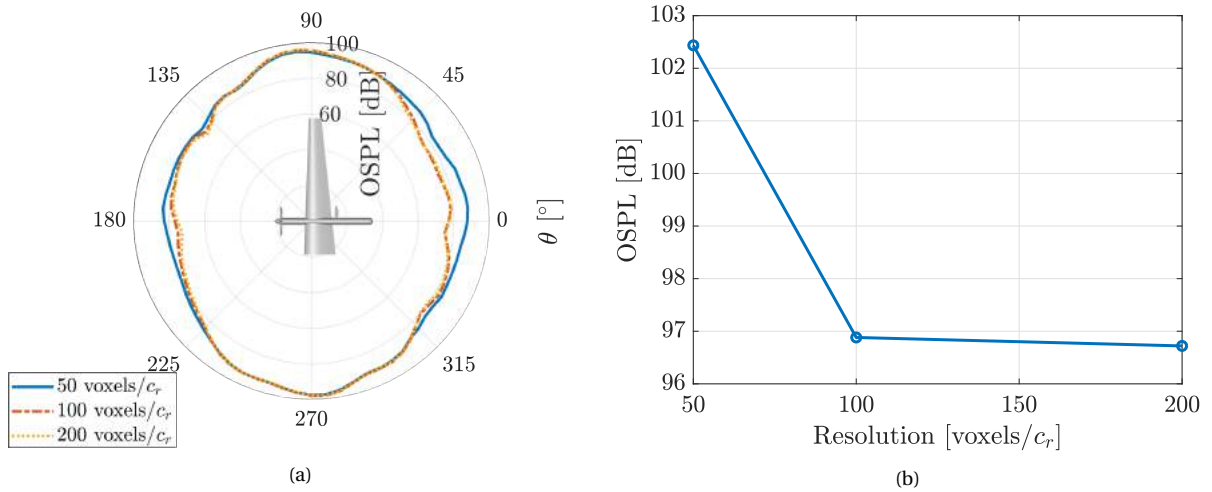 90
100
80
60
OSPL [dB]
135
45
180
0
θ [°]
225
315
270
50 voxels/c_r
100 voxels/c_r
200 voxels/c_r
(a)
103
102
101
100
99
98
97
96
OSPL [dB]
50
100
150
200
Resolution [voxels/c_r]
(b)